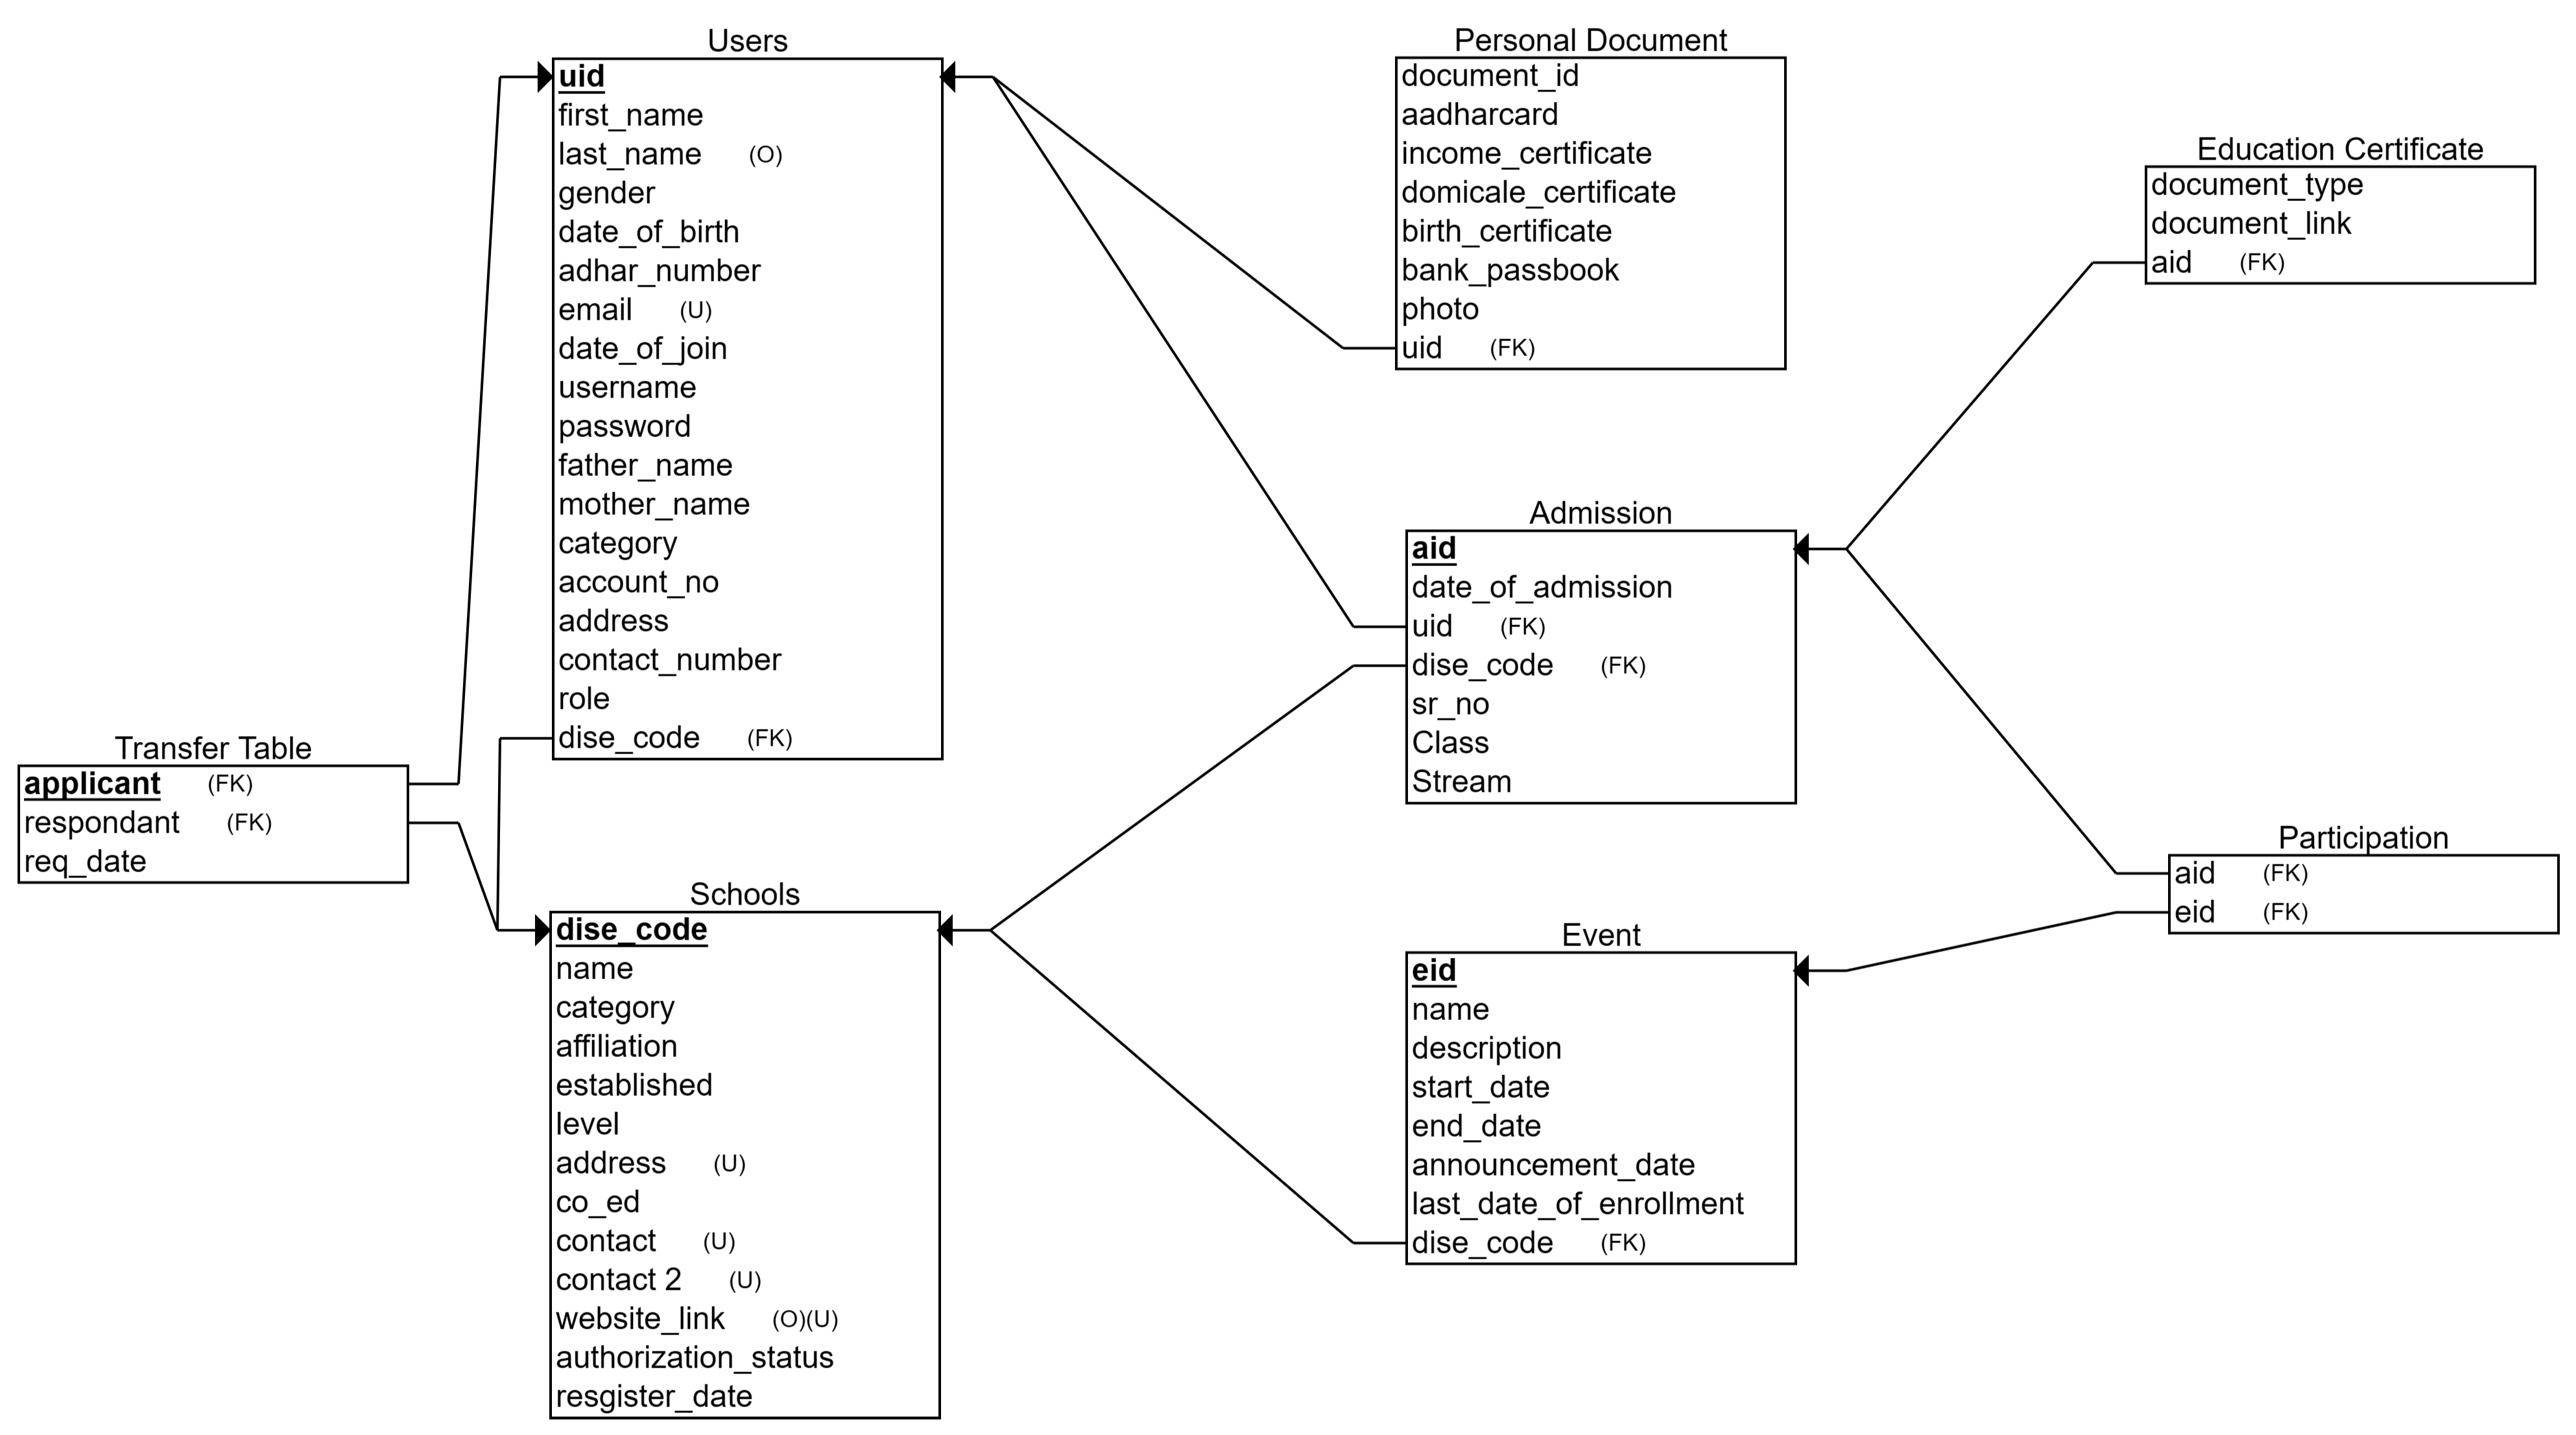 Users
uid
first_name
last_name (O)
gender
date_of_birth
adhar_number
email (U)
date_of_join
username
password
father_name
mother_name
category
account_no
address
contact_number
role
dise_code (FK)
Personal Document
document_id
aadharcard
income_certificate
domicale_certificate
birth_certificate
bank_passbook
photo
uid (FK)
Education Certificate
document_type
document_link
aid (FK)
Admission
aid
date_of_admission
uid (FK)
dise_code (FK)
sr_no
Class
Stream
Transfer Table
applicant (FK)
respondant (FK)
req_date
Schools
dise_code
name
category
affiliation
established
level
address (U)
co_ed
contact (U)
contact 2 (U)
website_link (O)(U)
authorization_status
resgister_date
Event
eid
name
description
start_date
end_date
announcement_date
last_date_of_enrollment
dise_code (FK)
Participation
aid (FK)
eid (FK)